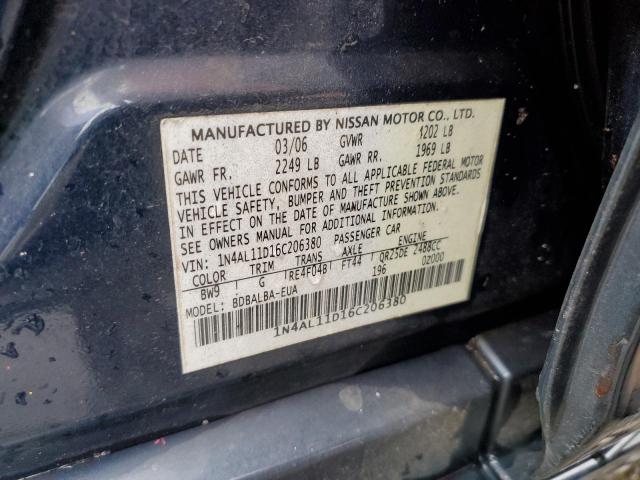 MANUFACTURED BY NISSAN MOTOR CO., LTD.
DATE 03/06 GVWR 4202 LB
GAWR FR. 2249 LB GAWR RR. 1969 LB
THIS VEHICLE CONFORMS TO ALL APPLICABLE FEDERAL MOTOR
VEHICLE SAFETY, BUMPER AND THEFT PREVENTION STANDARDS
IN EFFECT ON THE DATE OF MANUFACTURE SHOWN ABOVE.
SEE OWNERS MANUAL FOR ADDITIONAL INFORMATION.
VIN: 1N4AL11D16C206380 PASSENGER CAR
COLOR TRIM TRANS AXLE ENGINE
BW9 G RE4F04B FT44 QR25DE 2488CC
MODEL: BDBALBA-EUA 196 02000
1N4AL11D16C206380